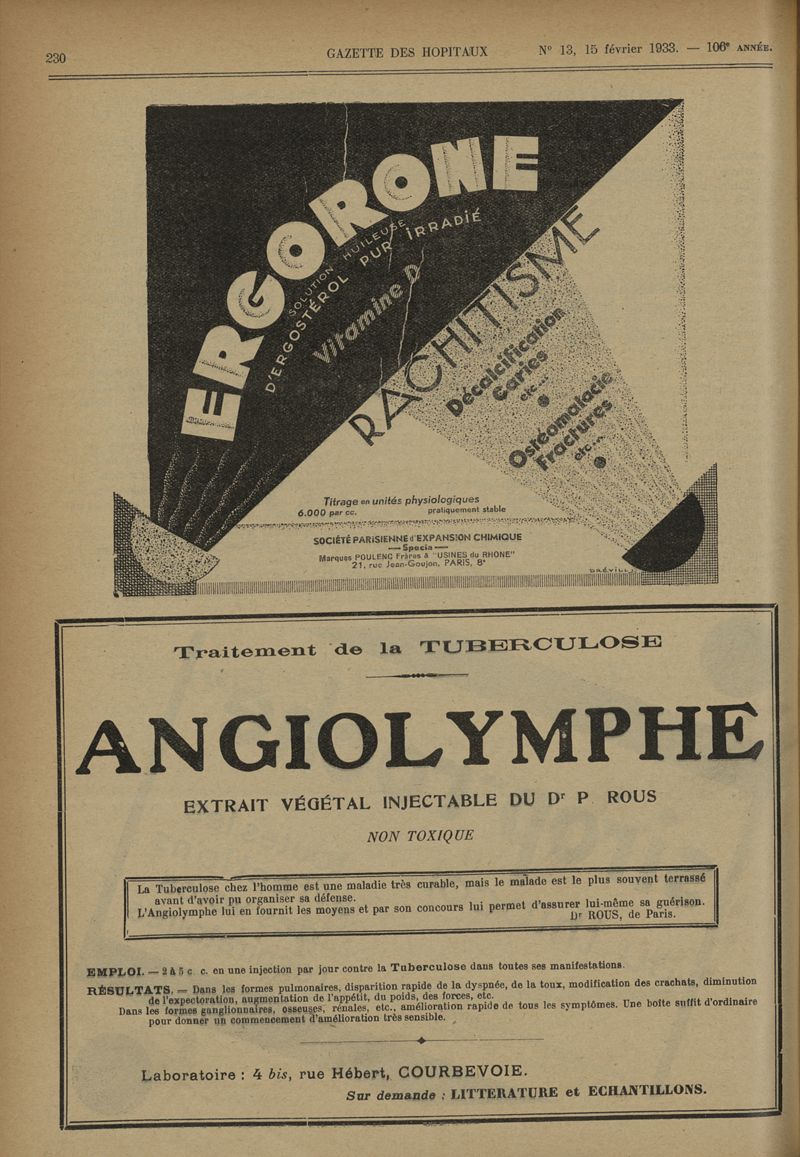 230
GAZETTE DES HOPITAUX
N° 13, 15 février 1933. — 106e ANNÉE.
ERGORONE
SOLUTION HUILEUSE
D'ERGOSTÉROL PUR IRRADIÉ
Vitamine D
RACHITISME
Décalcification
Caries
etc...
Ostéomalacie
Fractures
etc...
Titrage en unités physiologiques
6.000 par cc. pratiquement stable
SOCIÉTÉ PARISIENNE d'EXPANSION CHIMIQUE
— Specia —
Marques POULENC Frères & "USINES du RHONE"
21, rue Jean-Goujon, PARIS, 8e
Traitement de la TUBERCULOSE
ANGIOLYMPHE
EXTRAIT VÉGÉTAL INJECTABLE DU Dr P ROUS
NON TOXIQUE
La Tuberculose chez l'homme est une maladie très curable, mais le malade est le plus souvent terrassé
avant d'avoir pu organiser sa défense.
L'Angiolymphe lui en fournit les moyens et par son concours lui permet d'assurer lui-même sa guérison.
Dr ROUS, de Paris.
EMPLOI. — 2 à 5 c. c. en une injection par jour contre la Tuberculose dans toutes ses manifestations.
RÉSULTATS. — Dans les formes pulmonaires, disparition rapide de la dyspnée, de la toux, modification des crachats, diminution
de l'expectoration, augmentation de l'appétit, du poids, des forces, etc.
Dans les formes ganglionnaires, osseuses, rénales, etc., amélioration rapide de tous les symptômes. Une boîte suffit d'ordinaire
pour donner un commencement d'amélioration très sensible.
Laboratoire : 4 bis, rue Hébert, COURBEVOIE.
Sur demande : LITTERATURE et ECHANTILLONS.